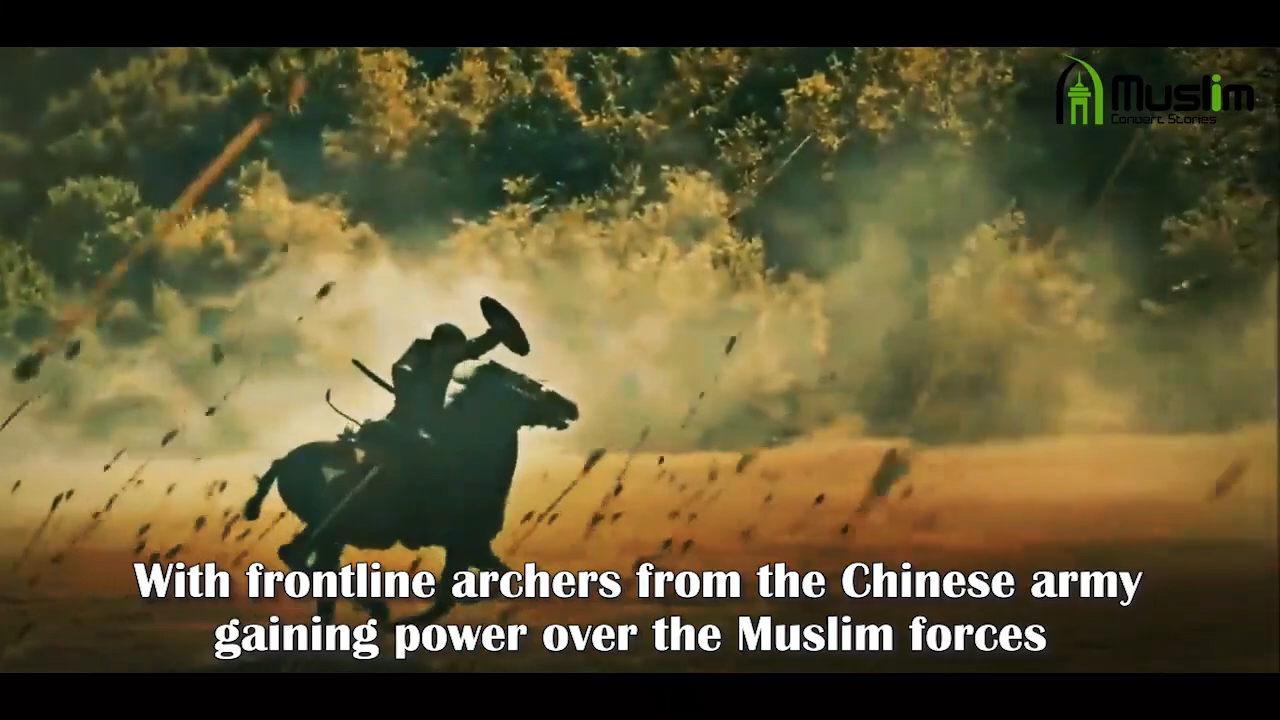 Muslim
Convert Stories
With frontline archers from the Chinese army
gaining power over the Muslim forces